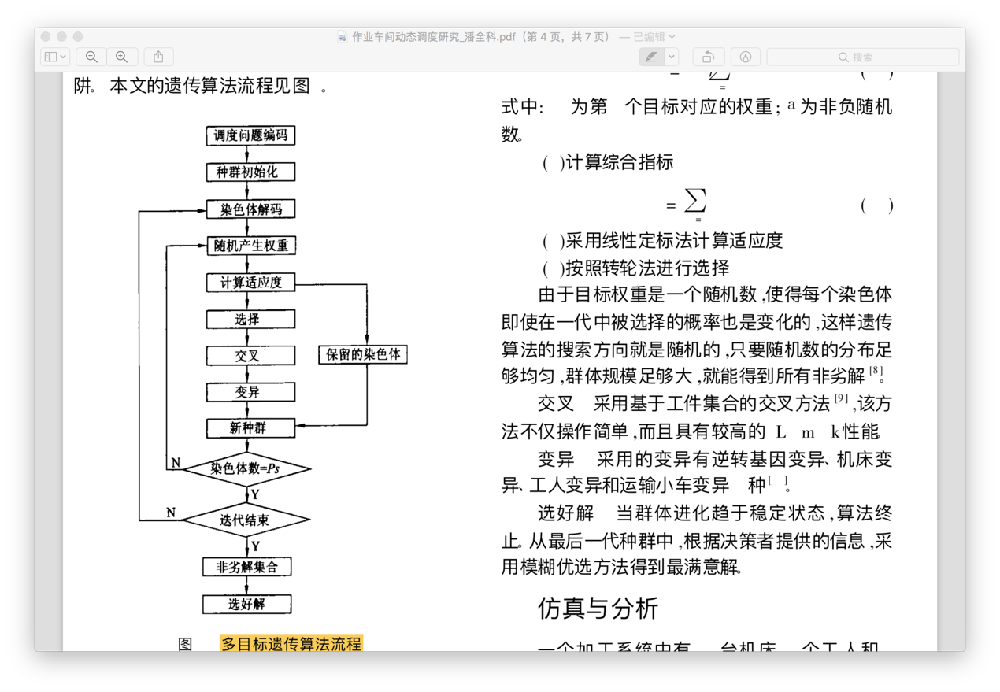 作业车间动态调度研究_潘全科.pdf（第 4 页，共 7 页） — 已编辑
搜索
阱。本文的遗传算法流程见图 。
调度问题编码
种群初始化
染色体解码
随机产生权重
计算适应度
选择
交叉
保留的染色体
变异
新种群
N
染色体数=Ps
Y
N
迭代结束
Y
非劣解集合
选好解
图 多目标遗传算法流程
= ∑ ( )
=
式中: 为第 个目标对应的权重; a 为非负随机
数。
( )计算综合指标
= ∑ ( )
=
( )采用线性定标法计算适应度
( )按照转轮法进行选择
由于目标权重是一个随机数,使得每个染色体
即使在一代中被选择的概率也是变化的,这样遗传
算法的搜索方向就是随机的,只要随机数的分布足
够均匀,群体规模足够大,就能得到所有非劣解[8]。
交叉 采用基于工件集合的交叉方法[9],该方
法不仅操作简单,而且具有较高的 L m k性能。
变异 采用的变异有逆转基因变异、机床变
异、工人变异和运输小车变异 种[ ]。
选好解 当群体进化趋于稳定状态,算法终
止。从最后一代种群中,根据决策者提供的信息,采
用模糊优选方法得到最满意解。
仿真与分析
一个加工系统中有 台机床 个工人和